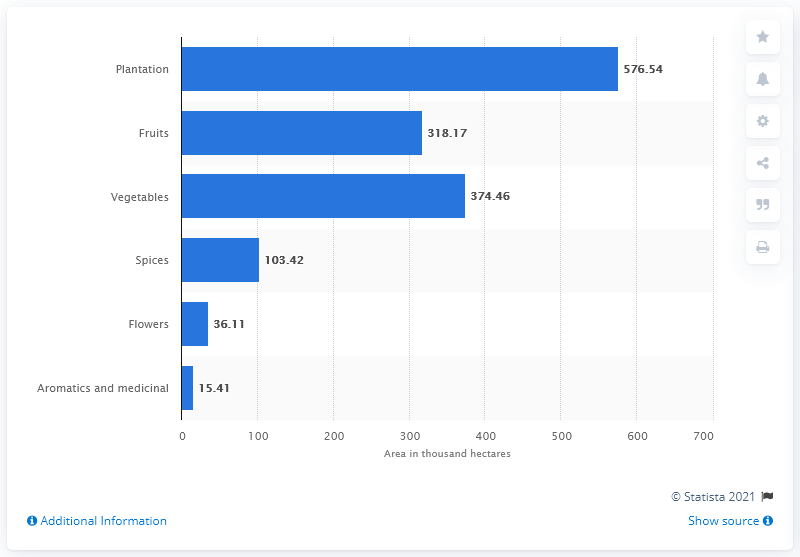 Plantation 576.54
Fruits 318.17
Vegetables 374.46
Spices 103.42
Flowers 36.11
Aromatics and medicinal 15.41
0 100 200 300 400 500 600 700
Area in thousand hectares
© Statista 2021
Additional Information Show source